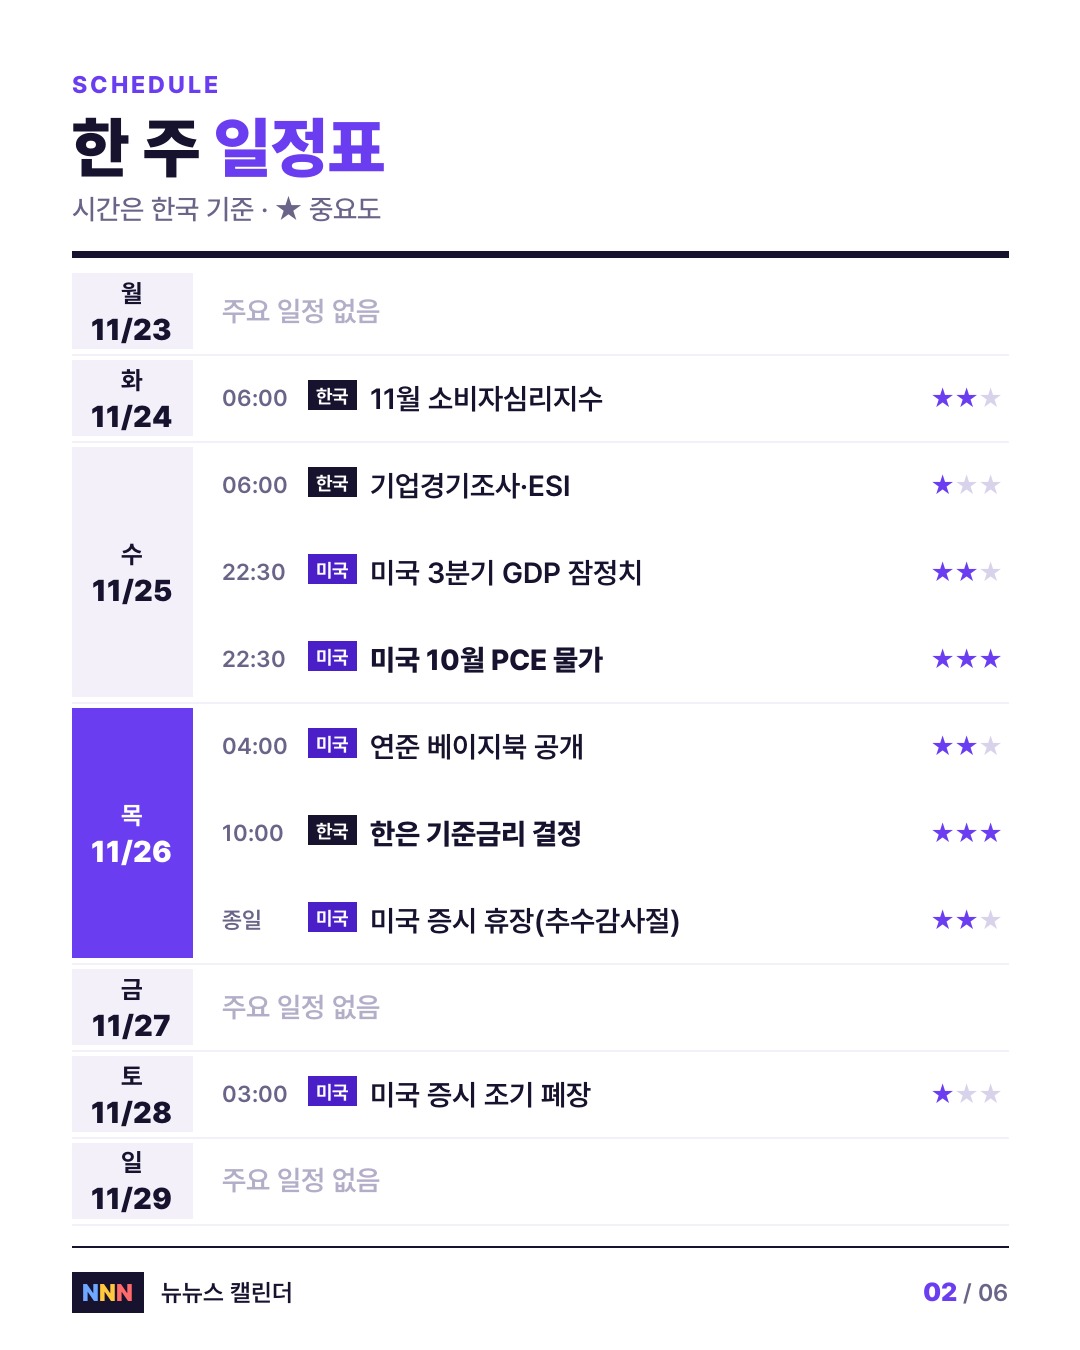 SCHEDULE
한 주 일정표
시간은 한국 기준 · ★ 중요도
월
11/23
주요 일정 없음
화
11/24
06:00 한국 11월 소비자심리지수 ★★★
수
11/25
06:00 한국 기업경기조사·ESI ★★★
22:30 미국 미국 3분기 GDP 잠정치 ★★★
22:30 미국 미국 10월 PCE 물가 ★★★
목
11/26
04:00 미국 연준 베이지북 공개 ★★★
10:00 한국 한은 기준금리 결정 ★★★
종일 미국 미국 증시 휴장(추수감사절) ★★★
금
11/27
주요 일정 없음
토
11/28
03:00 미국 미국 증시 조기 폐장 ★★★
일
11/29
주요 일정 없음
NNN 뉴뉴스 캘린더
02 / 06